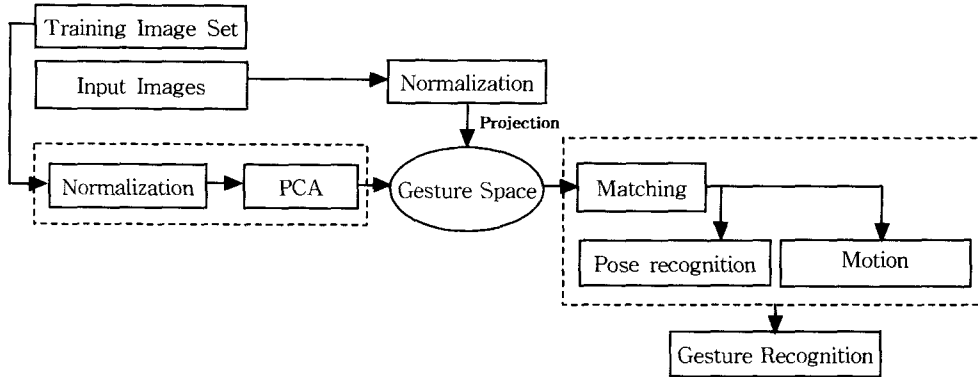 Training Image Set
Input Images
Normalization
Projection
Normalization
PCA
Gesture Space
Matching
Pose recognition
Motion
Gesture Recognition